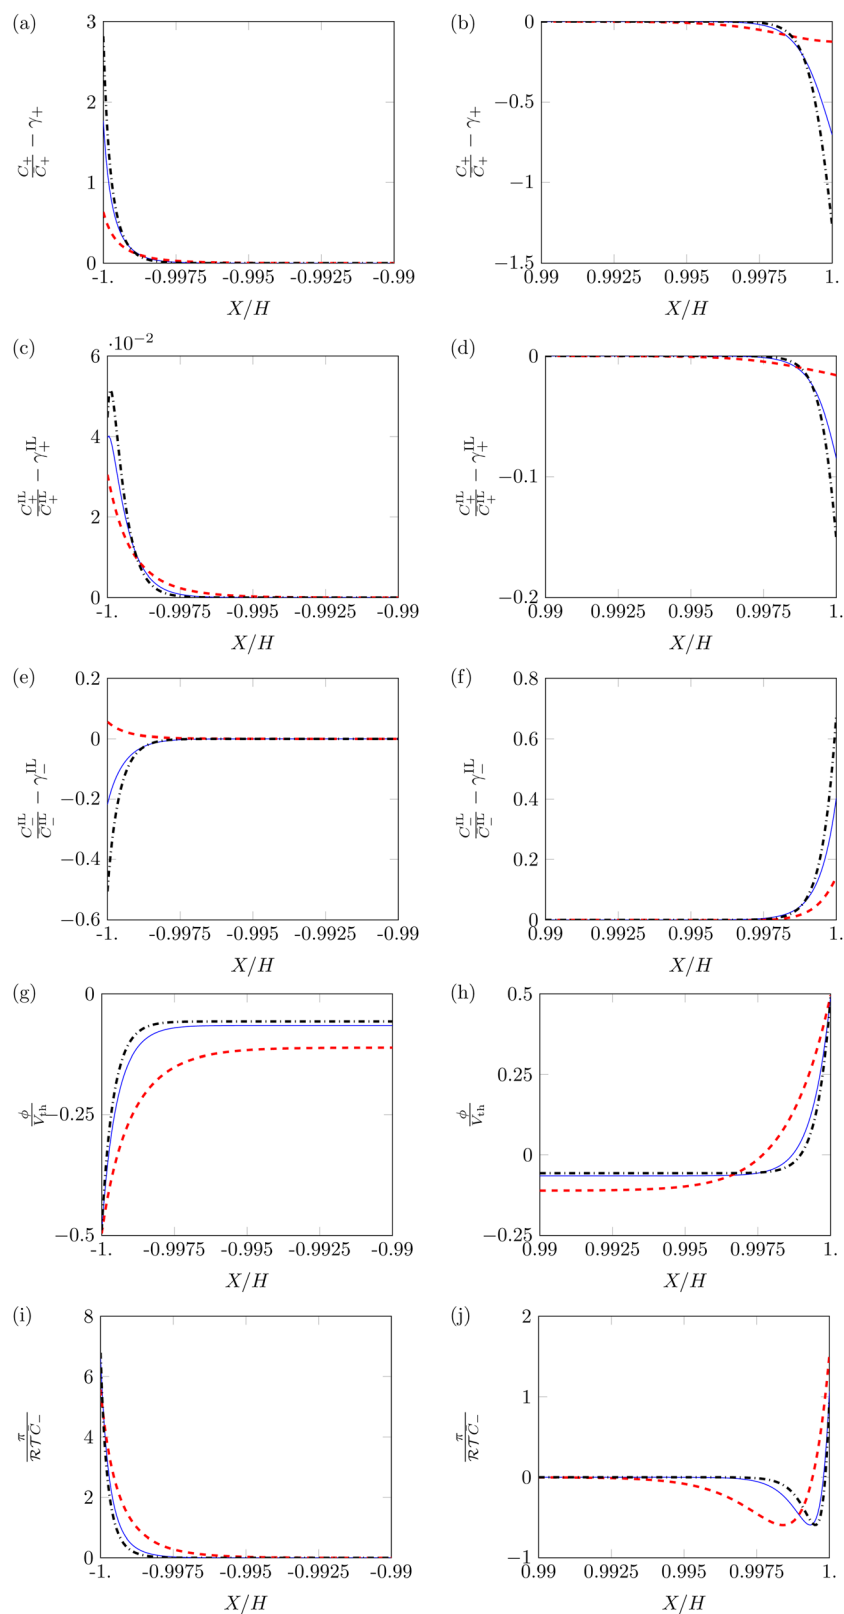 (a)
3
2
1
0
C₊/C̄₊ − γ₊
-1. -0.9975 -0.995 -0.9925 -0.99
X/H
(b)
0
−0.5
−1
−1.5
C₊/C̄₊ − γ₊
0.99 0.9925 0.995 0.9975 1.
X/H
(c)
·10⁻²
6
4
2
0
C₊ᴵᴸ/C̄₊ᴵᴸ − γ₊ᴵᴸ
-1. -0.9975 -0.995 -0.9925 -0.99
X/H
(d)
0
−0.1
−0.2
C₊ᴵᴸ/C̄₊ᴵᴸ − γ₊ᴵᴸ
0.99 0.9925 0.995 0.9975 1.
X/H
(e)
0.2
0
−0.2
−0.4
−0.6
C₋ᴵᴸ/C̄₋ᴵᴸ − γ₋ᴵᴸ
-1. -0.9975 -0.995 -0.9925 -0.99
X/H
(f)
0.8
0.6
0.4
0.2
0
C₋ᴵᴸ/C̄₋ᴵᴸ − γ₋ᴵᴸ
0.99 0.9925 0.995 0.9975 1.
X/H
(g)
0
−0.25
−0.5
ϕ/Vth
-1. -0.9975 -0.995 -0.9925 -0.99
X/H
(h)
0.5
0.25
0
−0.25
ϕ/Vth
0.99 0.9925 0.995 0.9975 1.
X/H
(i)
8
6
4
2
0
π/ℛ𝒯C̄₋
-1. -0.9975 -0.995 -0.9925 -0.99
X/H
(j)
2
1
0
−1
π/ℛ𝒯C̄₋
0.99 0.9925 0.995 0.9975 1.
X/H